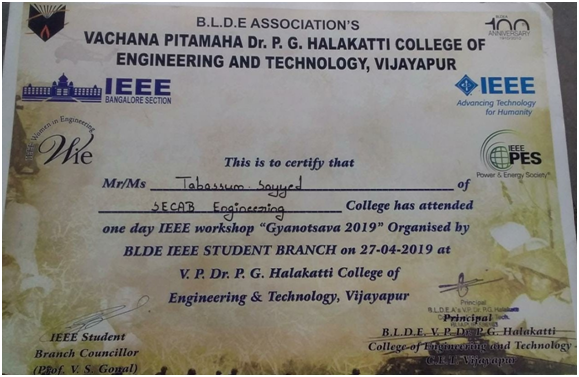 B.L.D.E ASSOCIATION'S
VACHANA PITAMAHA Dr. P. G. HALAKATTI COLLEGE OF
ENGINEERING AND TECHNOLOGY, VIJAYAPUR
BLDE
100
ANNIVERSARY
IEEE
BANGALORE SECTION
IEEE
Advancing Technology
for Humanity
Women in Engineering
Wie
IEEE
PES
Power & Energy Society
This is to certify that
Mr/Ms Tabassum Sayyed of
SECAB Engineering College has attended
one day IEEE workshop "Gyanotsava 2019" Organised by
BLDE IEEE STUDENT BRANCH on 27-04-2019 at
V. P. Dr. P. G. Halakatti College of
Engineering & Technology, Vijayapur
IEEE Student
Branch Councillor
(Prof. V. S. Gonal)
Principal
B.L.D.E.A's V.P. Dr. P.G. Halakatti
Principal
B.L.D.E. V. P. Dr. P.G. Halakatti
College of Engineering and Technology
Vijayapur